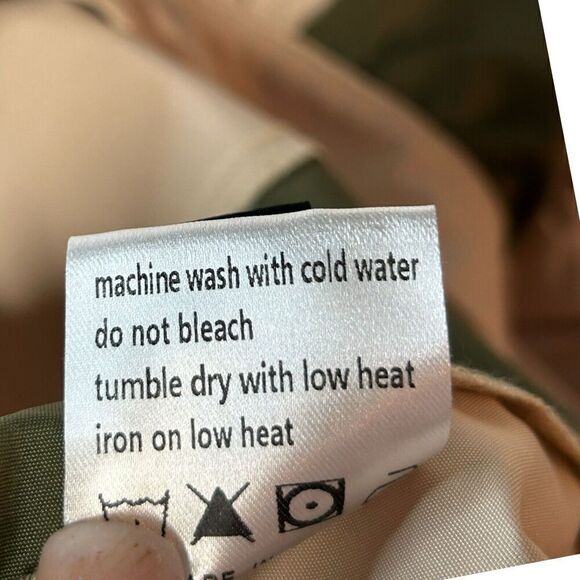 machine wash with cold water
do not bleach
tumble dry with low heat
iron on low heat